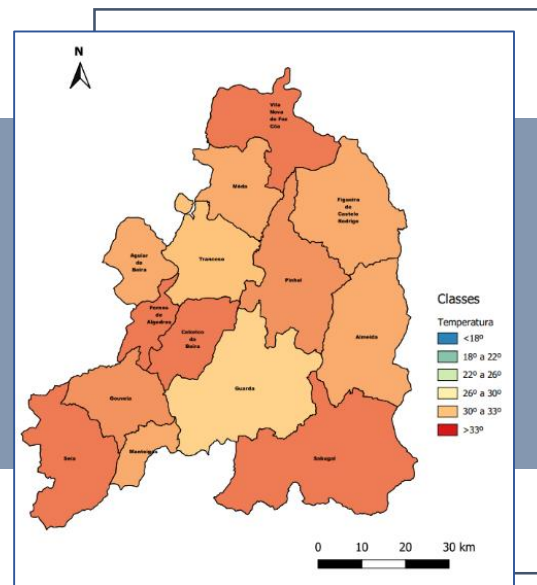 N
Vila
Nova
de Foz
Côa
Mêda
Figueira
de
Castelo
Rodrigo
Aguiar
da
Beira
Trancoso
Pinhel
Fornos
de
Algodres
Celorico
da
Beira
Almeida
Gouveia
Guarda
Seia
Manteigas
Sabugal
Classes
Temperatura
<18º
18º a 22º
22º a 26º
26º a 30º
30º a 33º
>33º
0 10 20 30 km